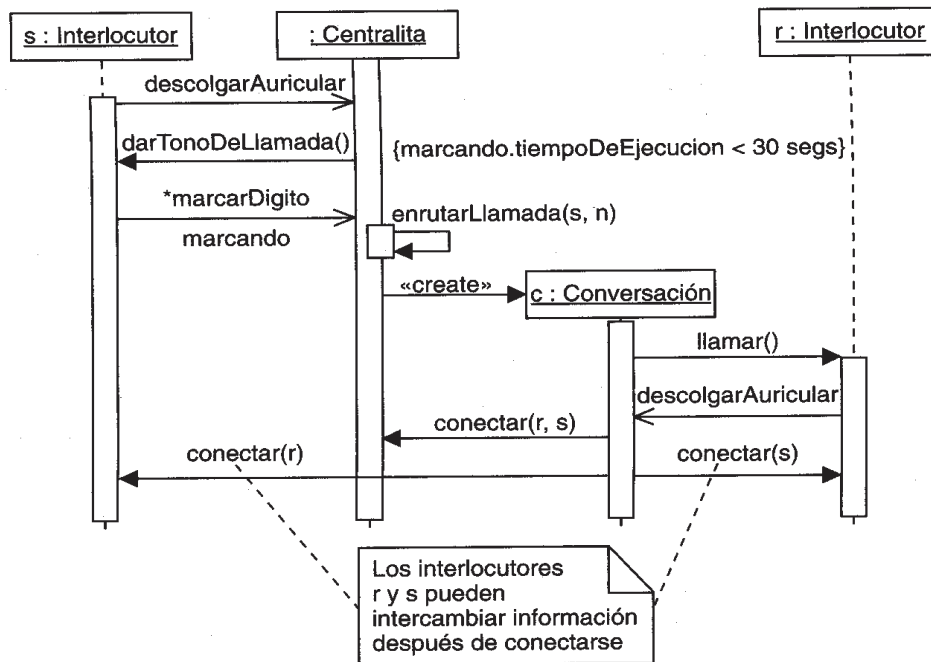 s : Interlocutor
: Centralita
r : Interlocutor
descolgarAuricular
darTonoDeLlamada()
{marcando.tiempoDeEjecucion < 30 segs}
*marcarDigito
marcando
enrutarLlamada(s, n)
«create»
c : Conversación
llamar()
descolgarAuricular
conectar(r, s)
conectar(r)
conectar(s)
Los interlocutores
r y s pueden
intercambiar información
después de conectarse